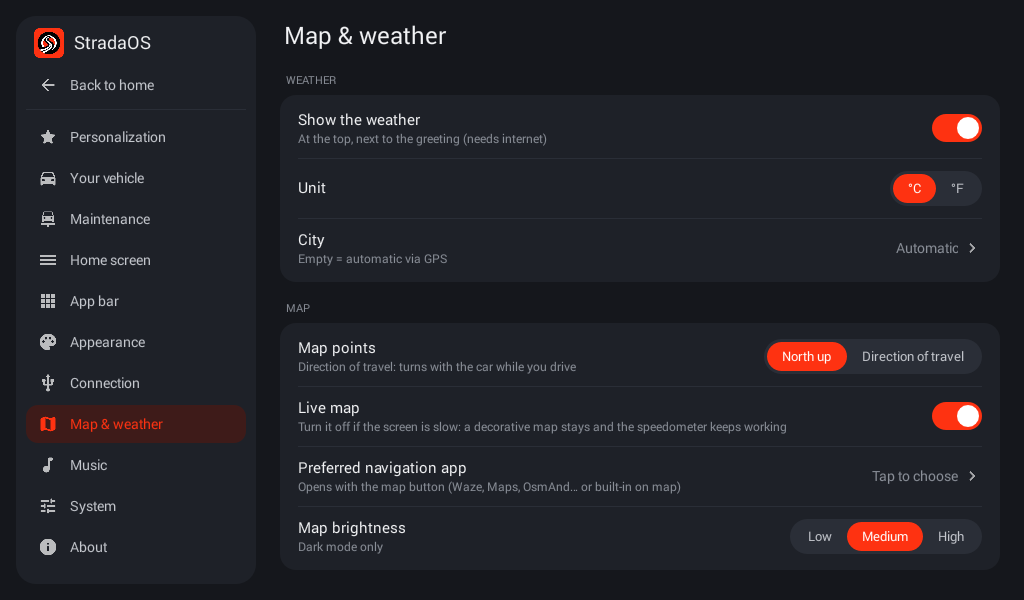 StradaOS
Back to home
Personalization
Your vehicle
Maintenance
Home screen
App bar
Appearance
Connection
Map & weather
Music
System
About
Map & weather
WEATHER
Show the weather
At the top, next to the greeting (needs internet)
Unit
°C °F
City
Empty = automatic via GPS
Automatic
MAP
Map points
Direction of travel: turns with the car while you drive
North up Direction of travel
Live map
Turn it off if the screen is slow: a decorative map stays and the speedometer keeps working
Preferred navigation app
Opens with the map button (Waze, Maps, OsmAnd... or built-in on map)
Tap to choose
Map brightness
Dark mode only
Low Medium High